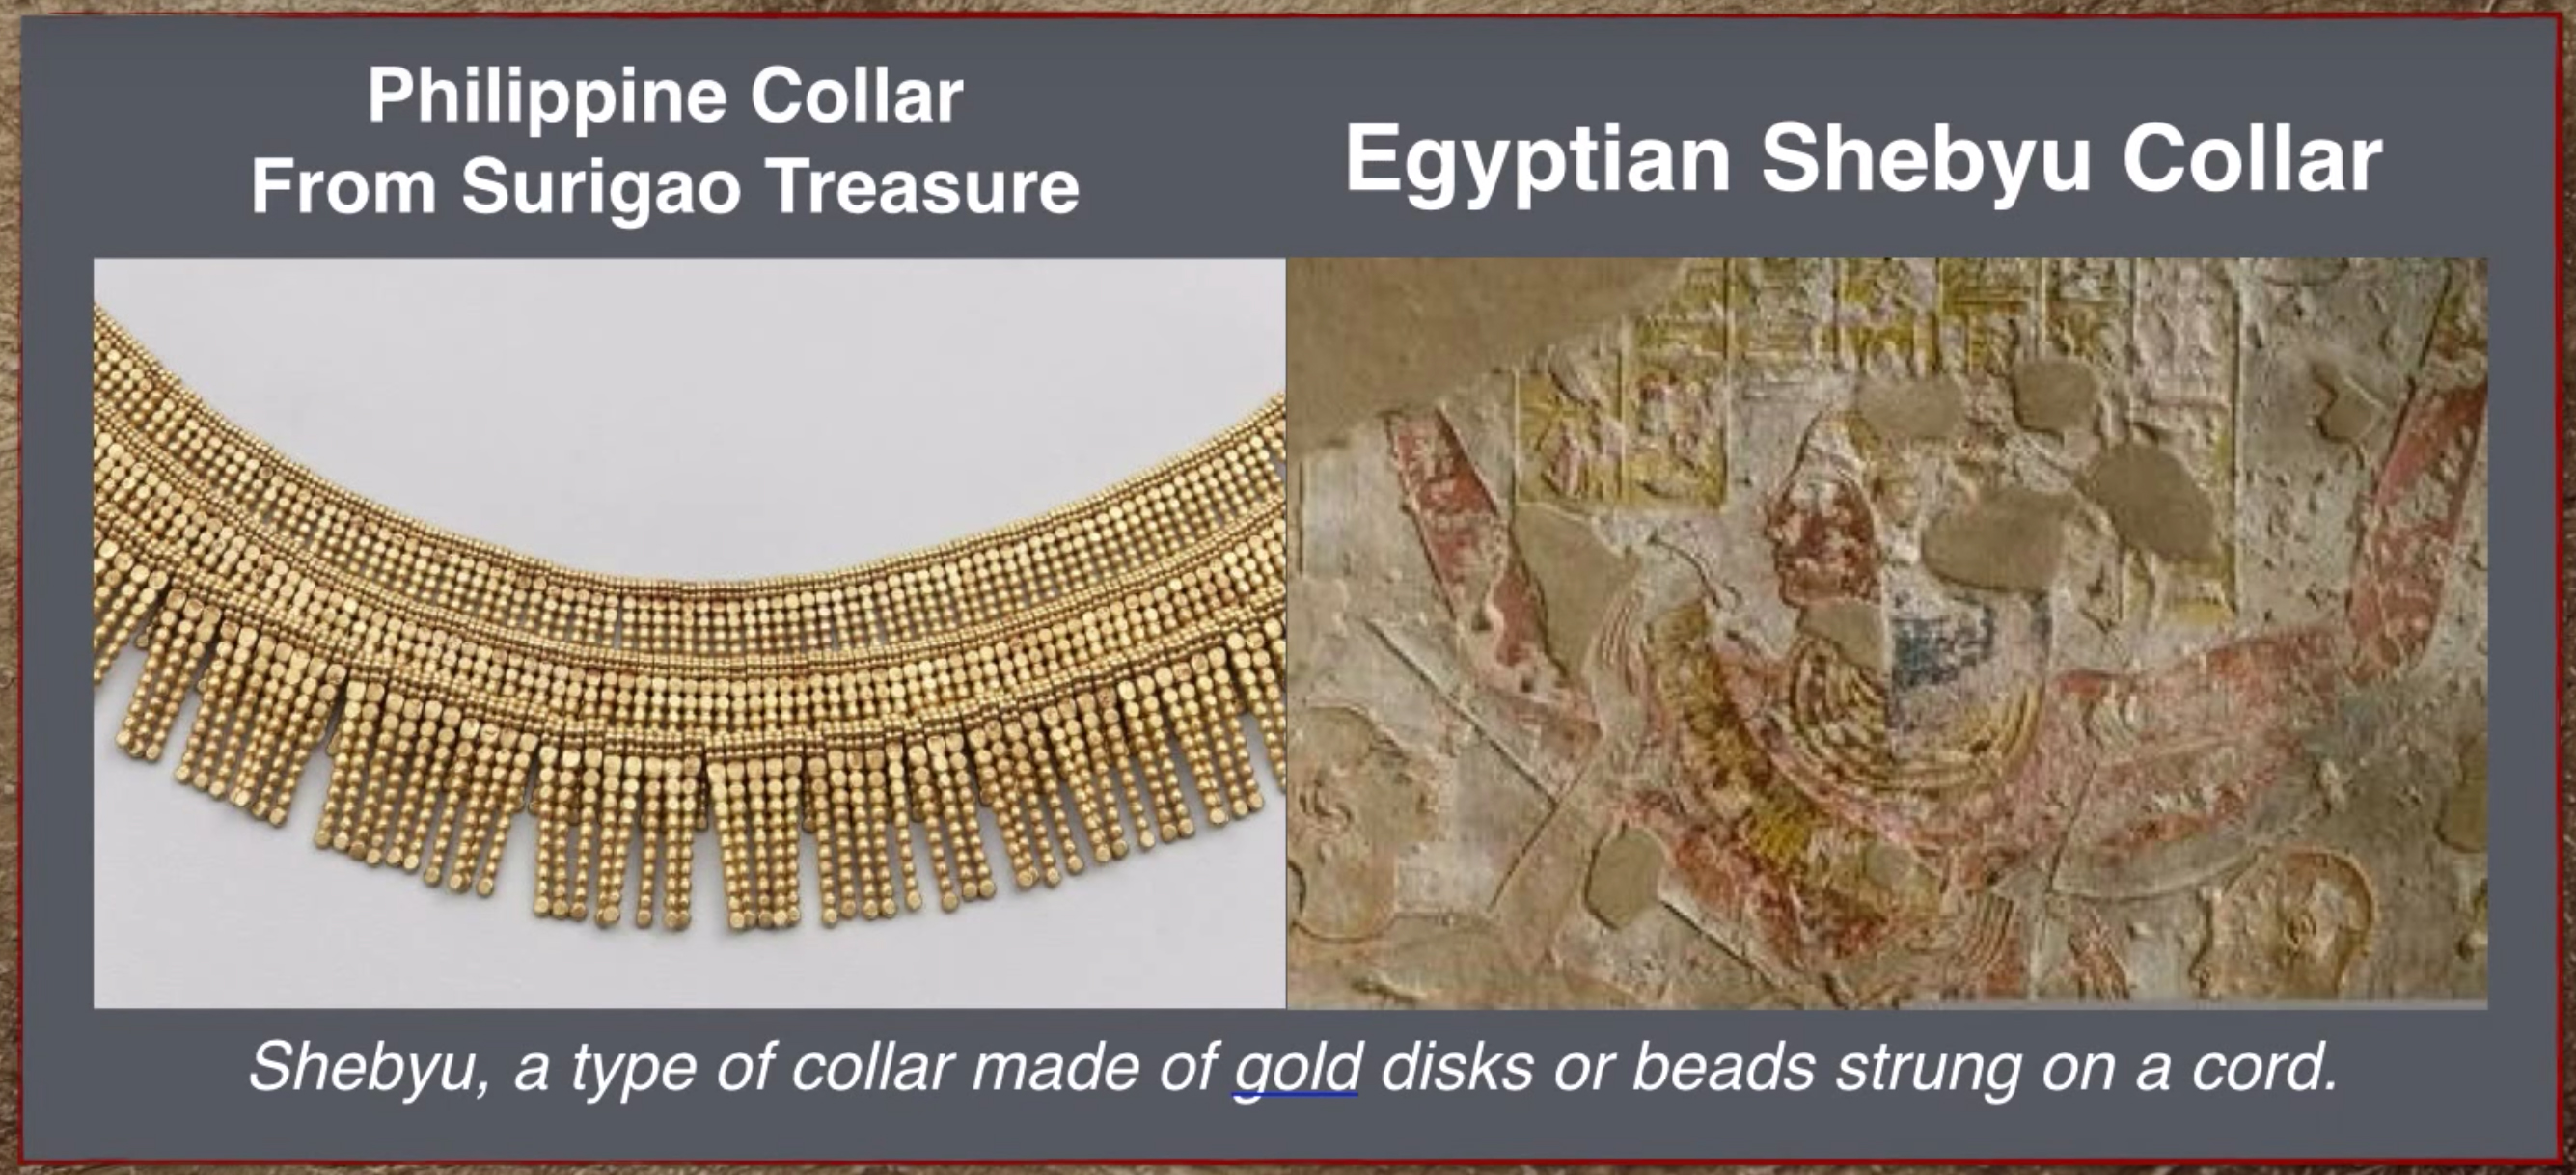 Philippine Collar
From Surigao Treasure
Egyptian Shebyu Collar
Shebyu, a type of collar made of gold disks or beads strung on a cord.